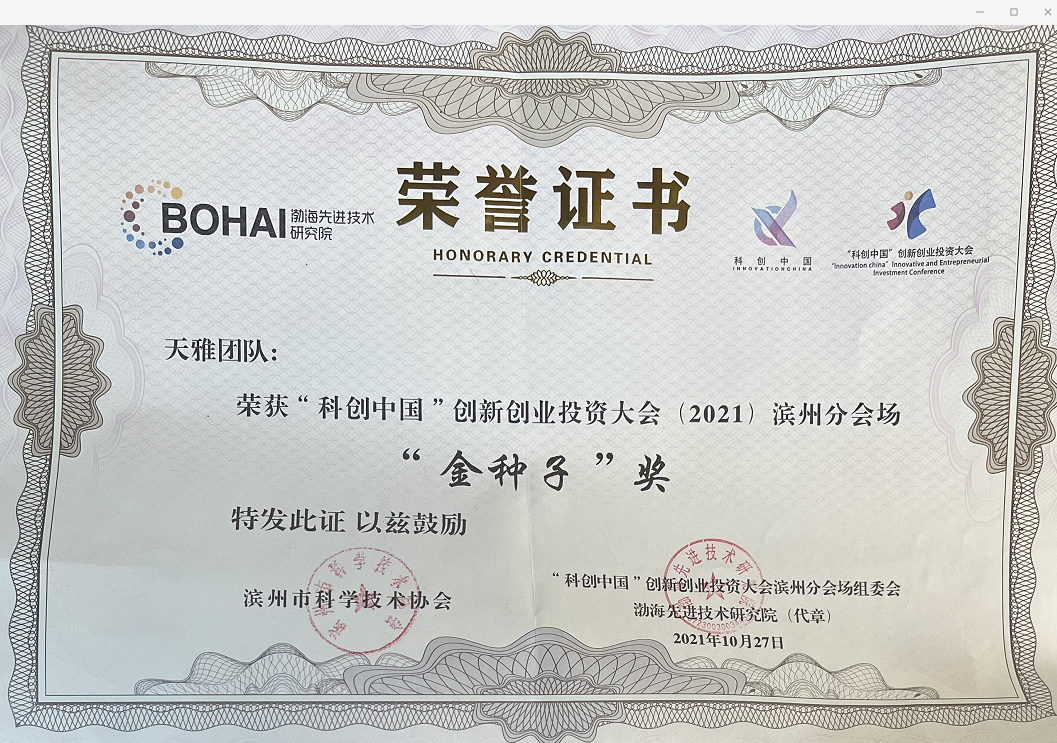 荣誉证书
HONORARY CREDENTIAL
BOHAI 渤海先进技术
研究院
科创中国
INNOVATIONCHINA
“科创中国”创新创业投资大会
"Innovation china" Innovative and Entrepreneurial
Investment Conference
天雅团队:
荣获“科创中国”创新创业投资大会（2021）滨州分会场
“金种子”奖
特发此证 以兹鼓励
滨州市科学技术协会
“科创中国”创新创业投资大会滨州分会场组委会
渤海先进技术研究院（代章）
2021年10月27日